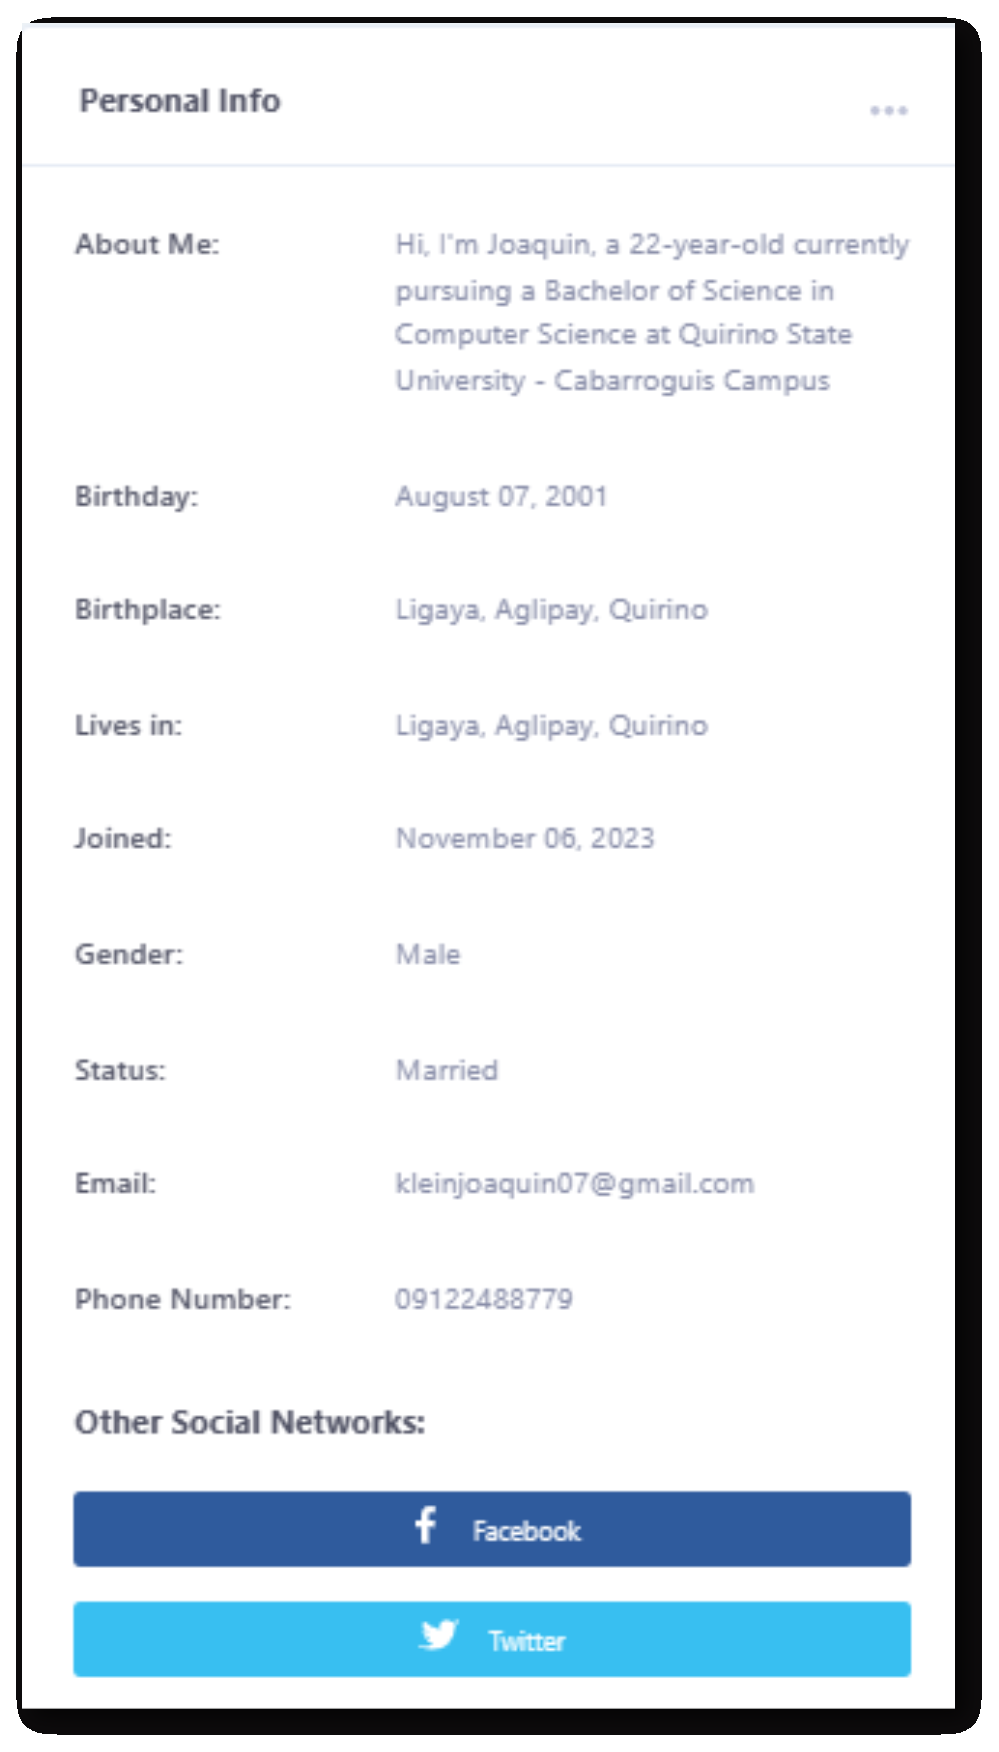 Personal Info
About Me: Hi, I'm Joaquin, a 22-year-old currently
pursuing a Bachelor of Science in
Computer Science at Quirino State
University - Cabarroguis Campus
Birthday: August 07, 2001
Birthplace: Ligaya, Aglipay, Quirino
Lives in: Ligaya, Aglipay, Quirino
Joined: November 06, 2023
Gender: Male
Status: Married
Email: kleinjoaquin07@gmail.com
Phone Number: 09122488779
Other Social Networks:
Facebook
Twitter